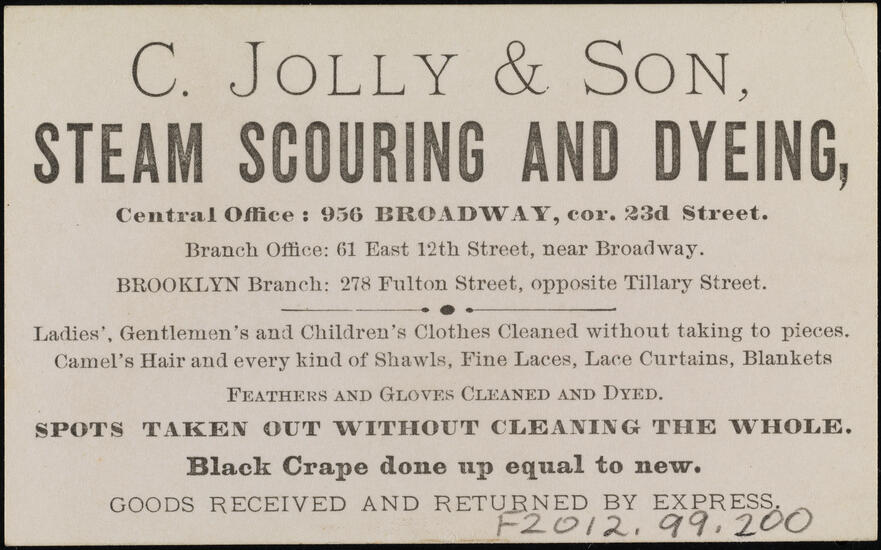 C. JOLLY & SON,
STEAM SCOURING AND DYEING,
Central Office: 956 BROADWAY, cor. 23d Street.
Branch Office: 61 East 12th Street, near Broadway.
BROOKLYN Branch: 278 Fulton Street, opposite Tillary Street.
Ladies', Gentlemen's and Children's Clothes Cleaned without taking to pieces.
Camel's Hair and every kind of Shawls, Fine Laces, Lace Curtains, Blankets
FEATHERS AND GLOVES CLEANED AND DYED.
SPOTS TAKEN OUT WITHOUT CLEANING THE WHOLE.
Black Crape done up equal to new.
GOODS RECEIVED AND RETURNED BY EXPRESS.
F2012.99.200